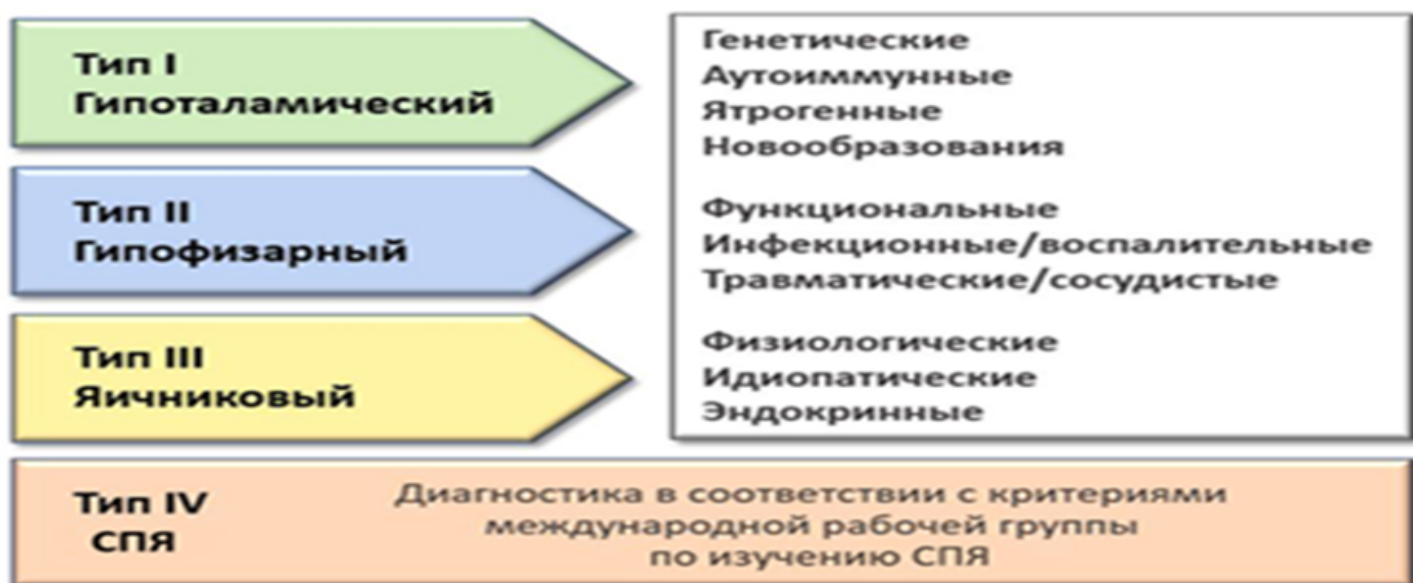 Тип I
Гипоталамический
Генетические
Аутоиммунные
Ятрогенные
Новообразования
Тип II
Гипофизарный
Функциональные
Инфекционные/воспалительные
Травматические/сосудистые
Тип III
Яичниковый
Физиологические
Идиопатические
Эндокринные
Тип IV
СПЯ
Диагностика в соответствии с критериями
международной рабочей группы
по изучению СПЯ